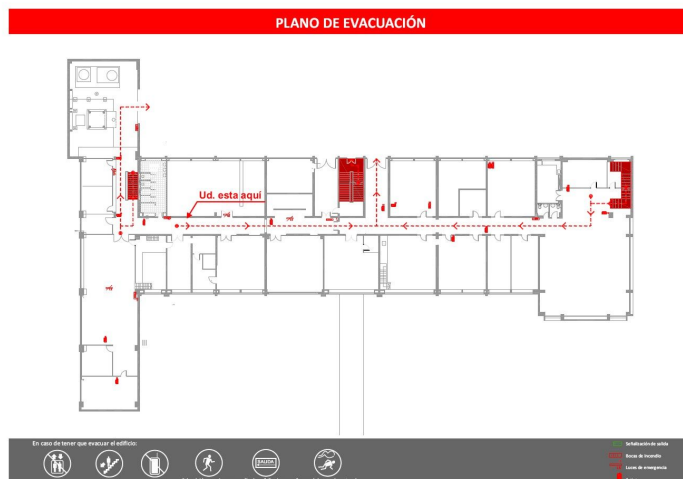 PLANO DE EVACUACIÓN
Ud. esta aquí
En caso de tener que evacuar el edificio:
SALIDA
Señalización de salida
Bocas de incendio
Luces de emergencia